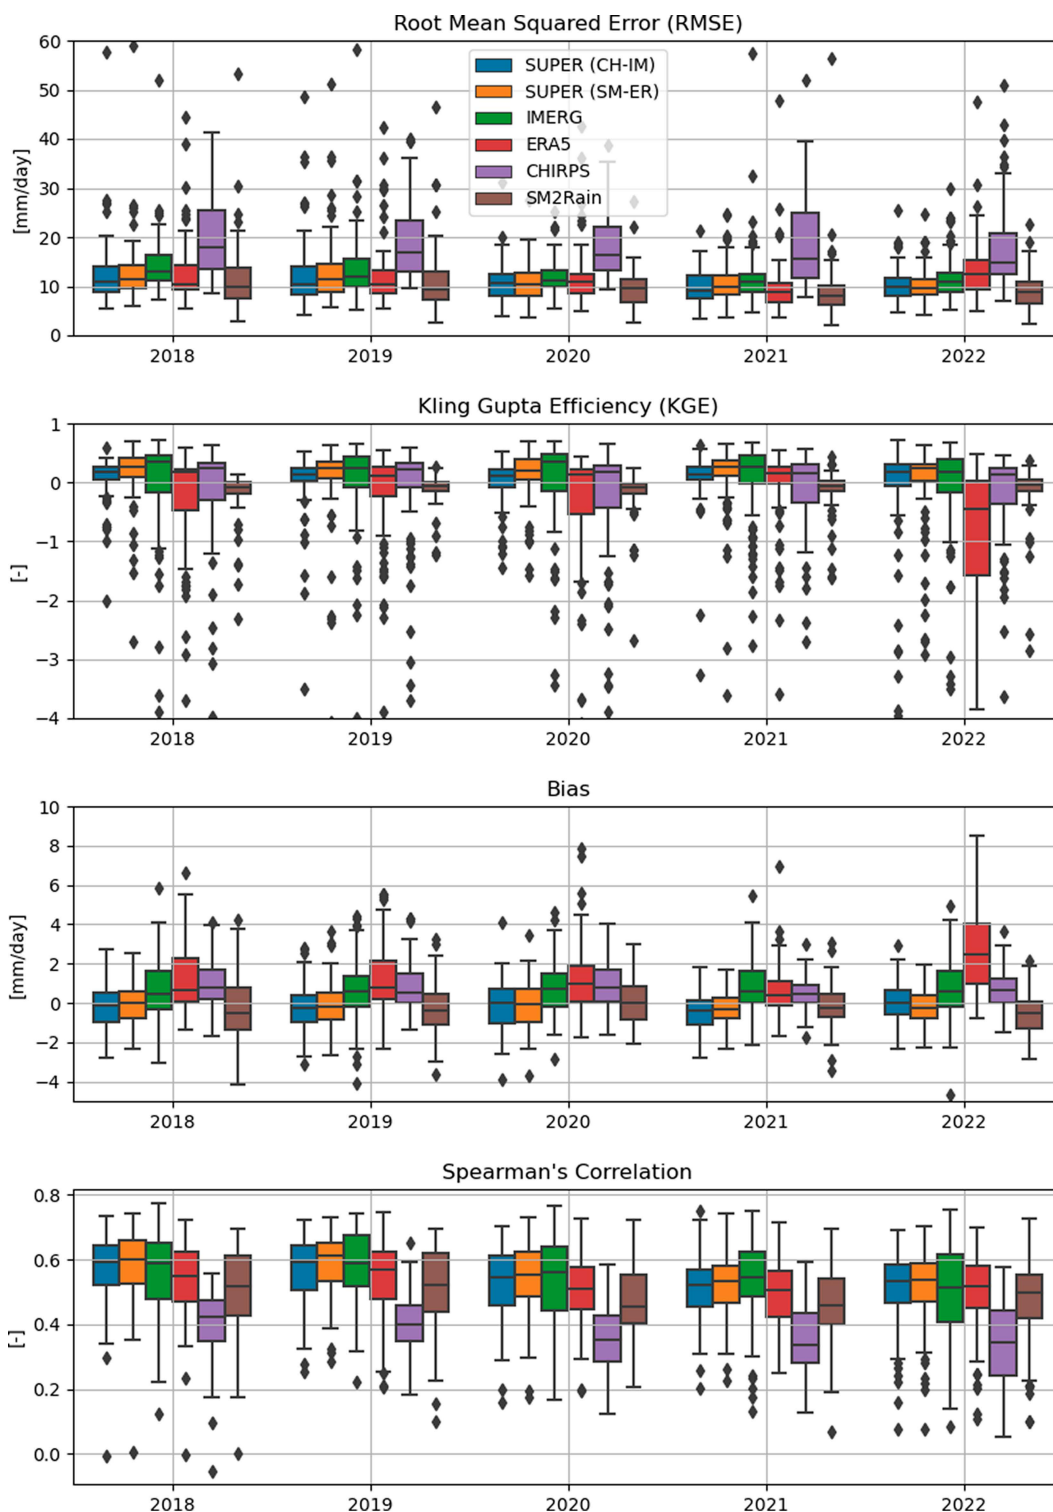 Root Mean Squared Error (RMSE)
60
50
40
30
20
10
0
[mm/day]
SUPER (CH-IM)
SUPER (SM-ER)
IMERG
ERA5
CHIRPS
SM2Rain
2018 2019 2020 2021 2022
Kling Gupta Efficiency (KGE)
1
0
−1
−2
−3
−4
[-]
2018 2019 2020 2021 2022
Bias
10
8
6
4
2
0
−2
−4
[mm/day]
2018 2019 2020 2021 2022
Spearman's Correlation
0.8
0.6
0.4
0.2
0.0
[-]
2018 2019 2020 2021 2022